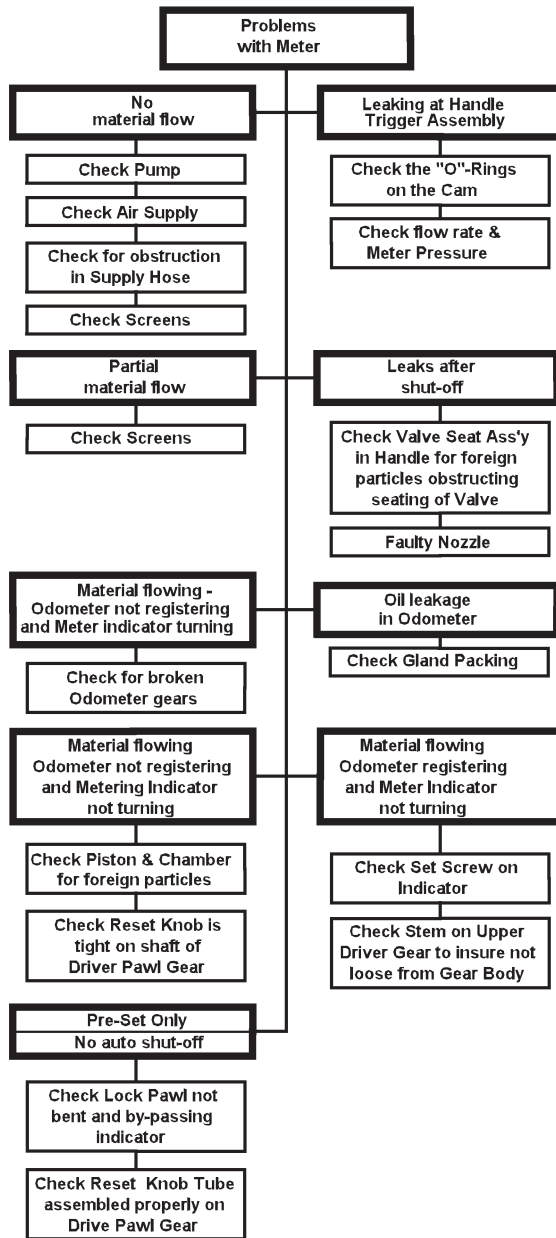 Problems
with Meter
No
material flow
Check Pump
Check Air Supply
Check for obstruction
in Supply Hose
Check Screens
Leaking at Handle
Trigger Assembly
Check the "O"-Rings
on the Cam
Check flow rate &
Meter Pressure
Partial
material flow
Check Screens
Leaks after
shut-off
Check Valve Seat Ass'y
in Handle for foreign
particles obstructing
seating of Valve
Faulty Nozzle
Material flowing -
Odometer not registering
and Meter indicator turning
Check for broken
Odometer gears
Oil leakage
in Odometer
Check Gland Packing
Material flowing
Odometer not registering
and Metering Indicator
not turning
Check Piston & Chamber
for foreign particles
Check Reset Knob is
tight on shaft of
Driver Pawl Gear
Material flowing
Odometer registering
and Meter Indicator
not turning
Check Set Screw on
Indicator
Check Stem on Upper
Driver Gear to insure not
loose from Gear Body
Pre-Set Only
No auto shut-off
Check Lock Pawl not
bent and by-passing
indicator
Check Reset Knob Tube
assembled properly on
Drive Pawl Gear